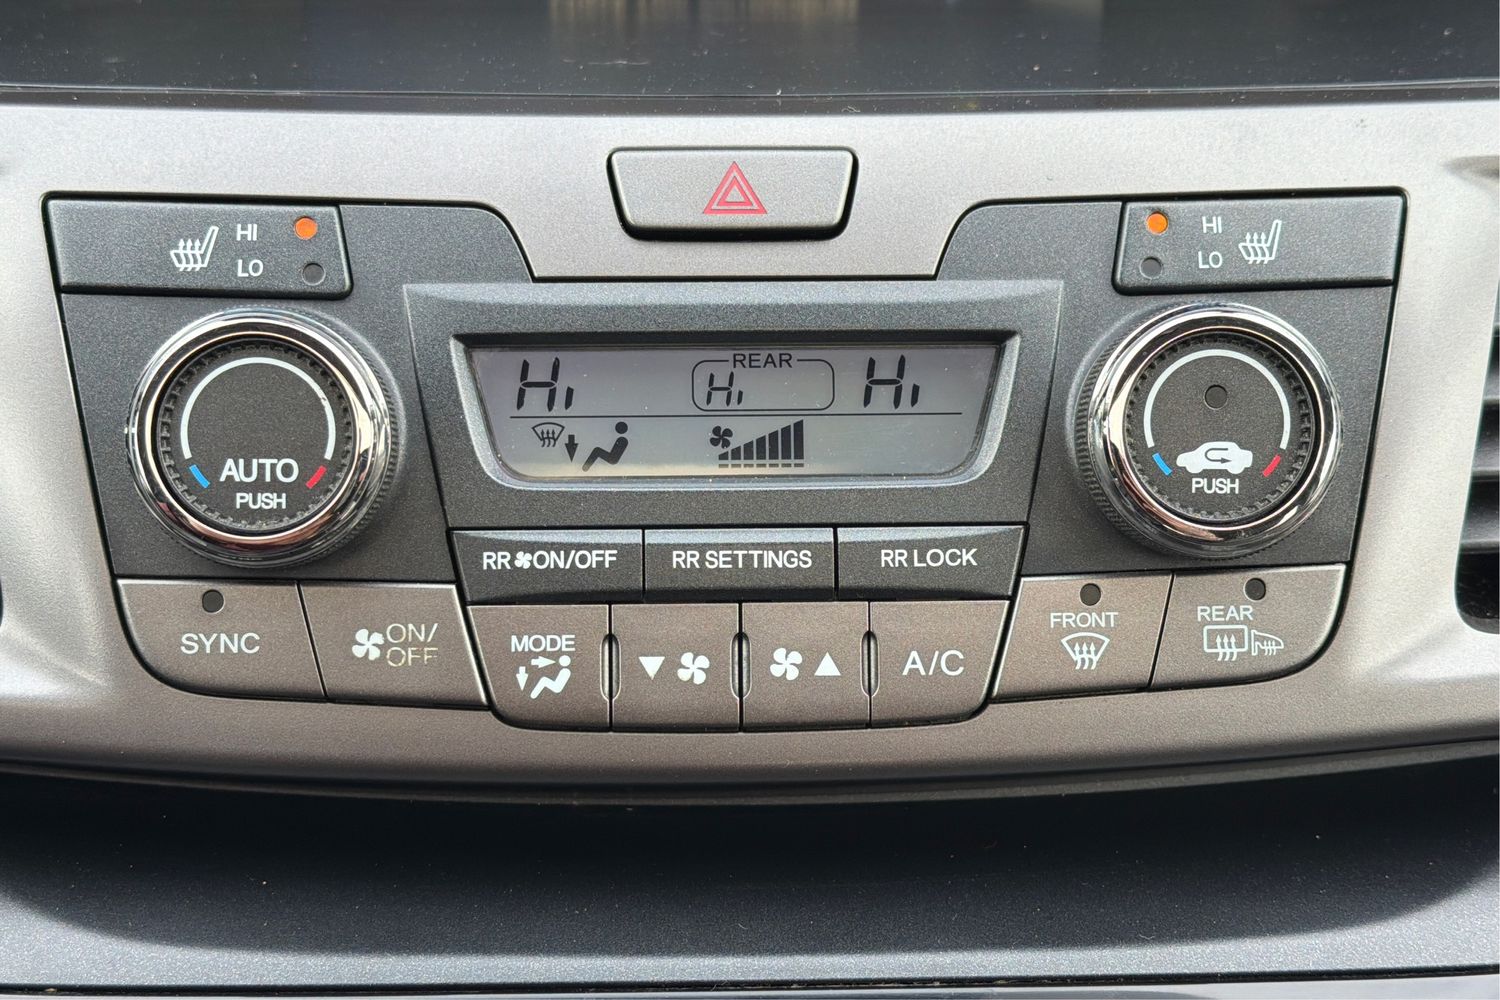 HI
LO
HI
LO
Hi
REAR
Hi
Hi
AUTO
PUSH
PUSH
RR ON/OFF
RR SETTINGS
RR LOCK
SYNC
ON/
OFF
MODE
A/C
FRONT
REAR